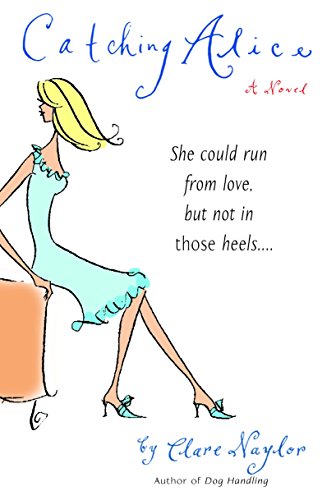 Catching Alice
A Novel
She could run
from love,
but not in
those heels....
by Clare Naylor
Author of Dog Handling